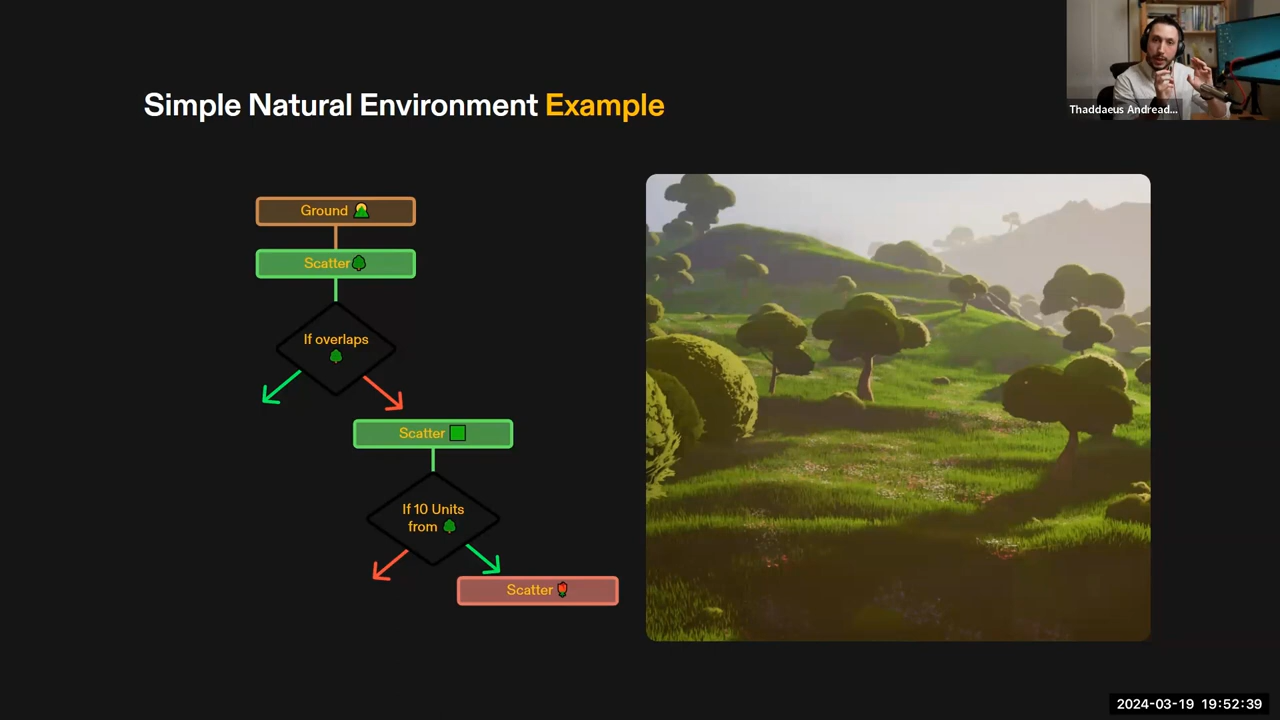 Thaddaeus Andread...
Simple Natural Environment Example
Ground
Scatter
If overlaps
Scatter
If 10 Units
from
Scatter
2024-03-19 19:52:39